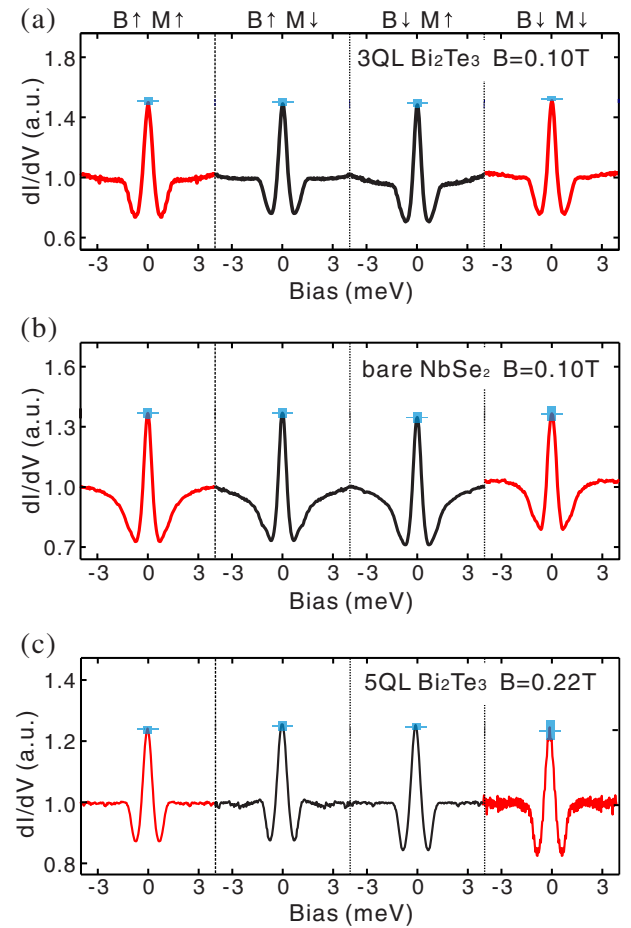 (a) B↑ M↑ B↑ M↓ B↓ M↑ B↓ M↓
3QL Bi₂Te₃ B=0.10T
dI/dV (a.u.)
1.8
1.4
1.0
0.6
-3 0 3 -3 0 3 -3 0 3 -3 0 3
Bias (meV)
(b)
bare NbSe₂ B=0.10T
dI/dV (a.u.)
1.6
1.3
1.0
0.7
-3 0 3 -3 0 3 -3 0 3 -3 0 3
Bias (meV)
(c)
5QL Bi₂Te₃ B=0.22T
dI/dV (a.u.)
1.4
1.2
1.0
0.8
-3 0 3 -3 0 3 -3 0 3 -3 0 3
Bias (meV)